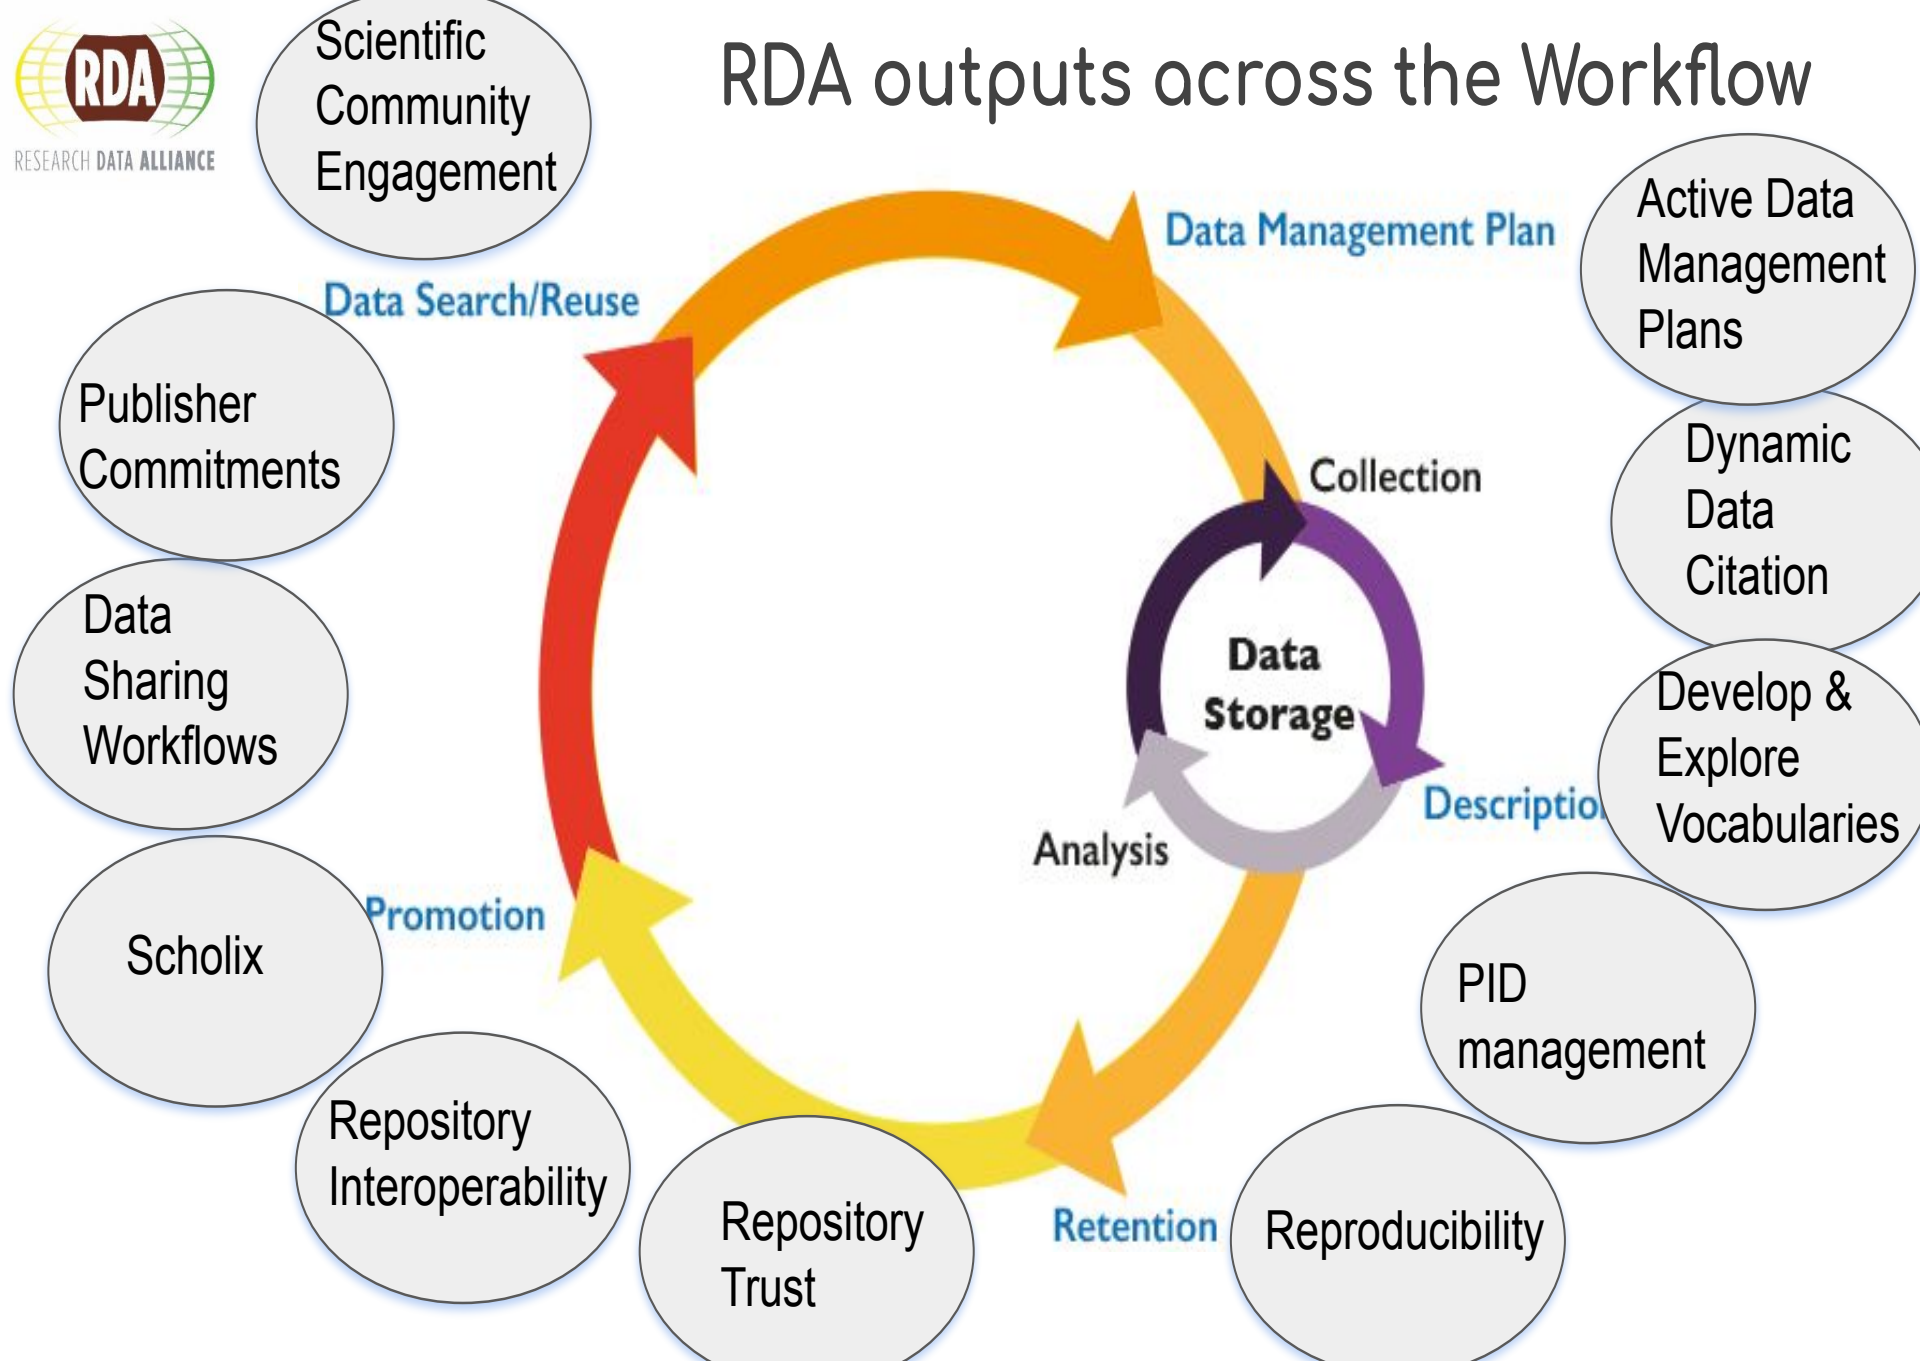 RDA
RESEARCH DATA ALLIANCE
Scientific
Community
Engagement
RDA outputs across the Workflow
Active Data
Management
Plans
Data Management Plan
Data Search/Reuse
Publisher
Commitments
Dynamic
Data
Citation
Collection
Data
Sharing
Workflows
Data
Storage
Develop &
Explore
Vocabularies
Descriptio
Analysis
Promotion
Scholix
PID
management
Repository
Interoperability
Repository
Trust
Retention
Reproducibility